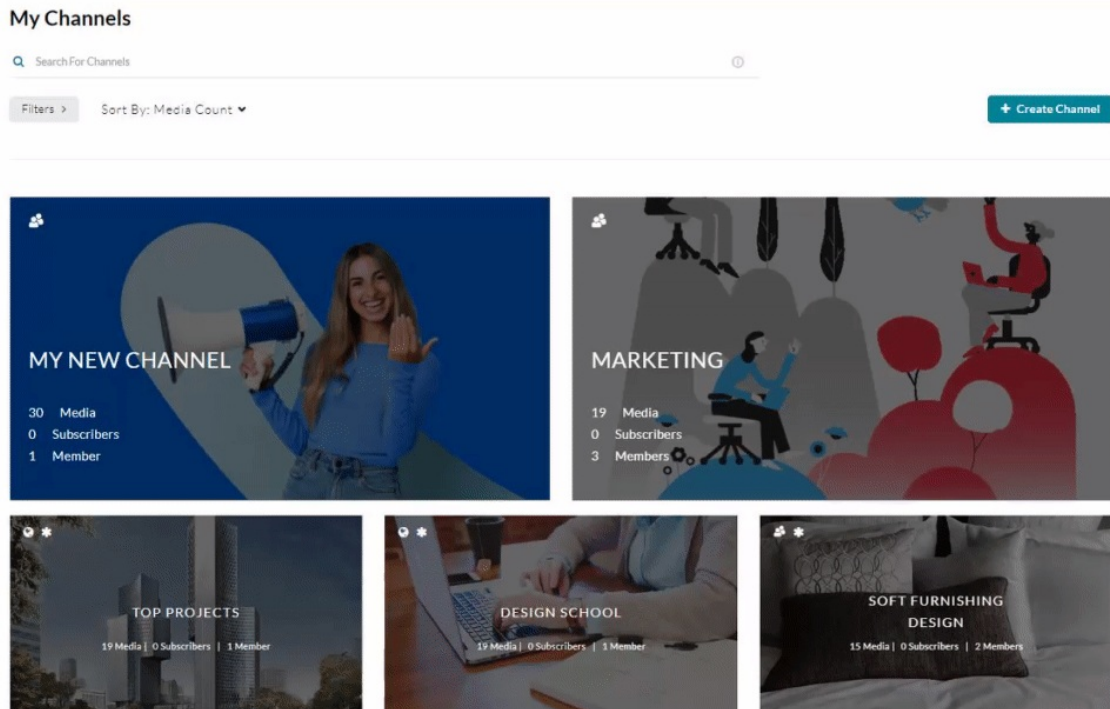 My Channels
Search For Channels
Filters >
Sort By: Media Count
+ Create Channel
MY NEW CHANNEL
30 Media
0 Subscribers
1 Member
MARKETING
19 Media
0 Subscribers
3 Members
TOP PROJECTS
19 Media | 0 Subscribers | 1 Member
DESIGN SCHOOL
19 Media | 0 Subscribers | 1 Member
SOFT FURNISHING
DESIGN
15 Media | 0 Subscribers | 2 Members